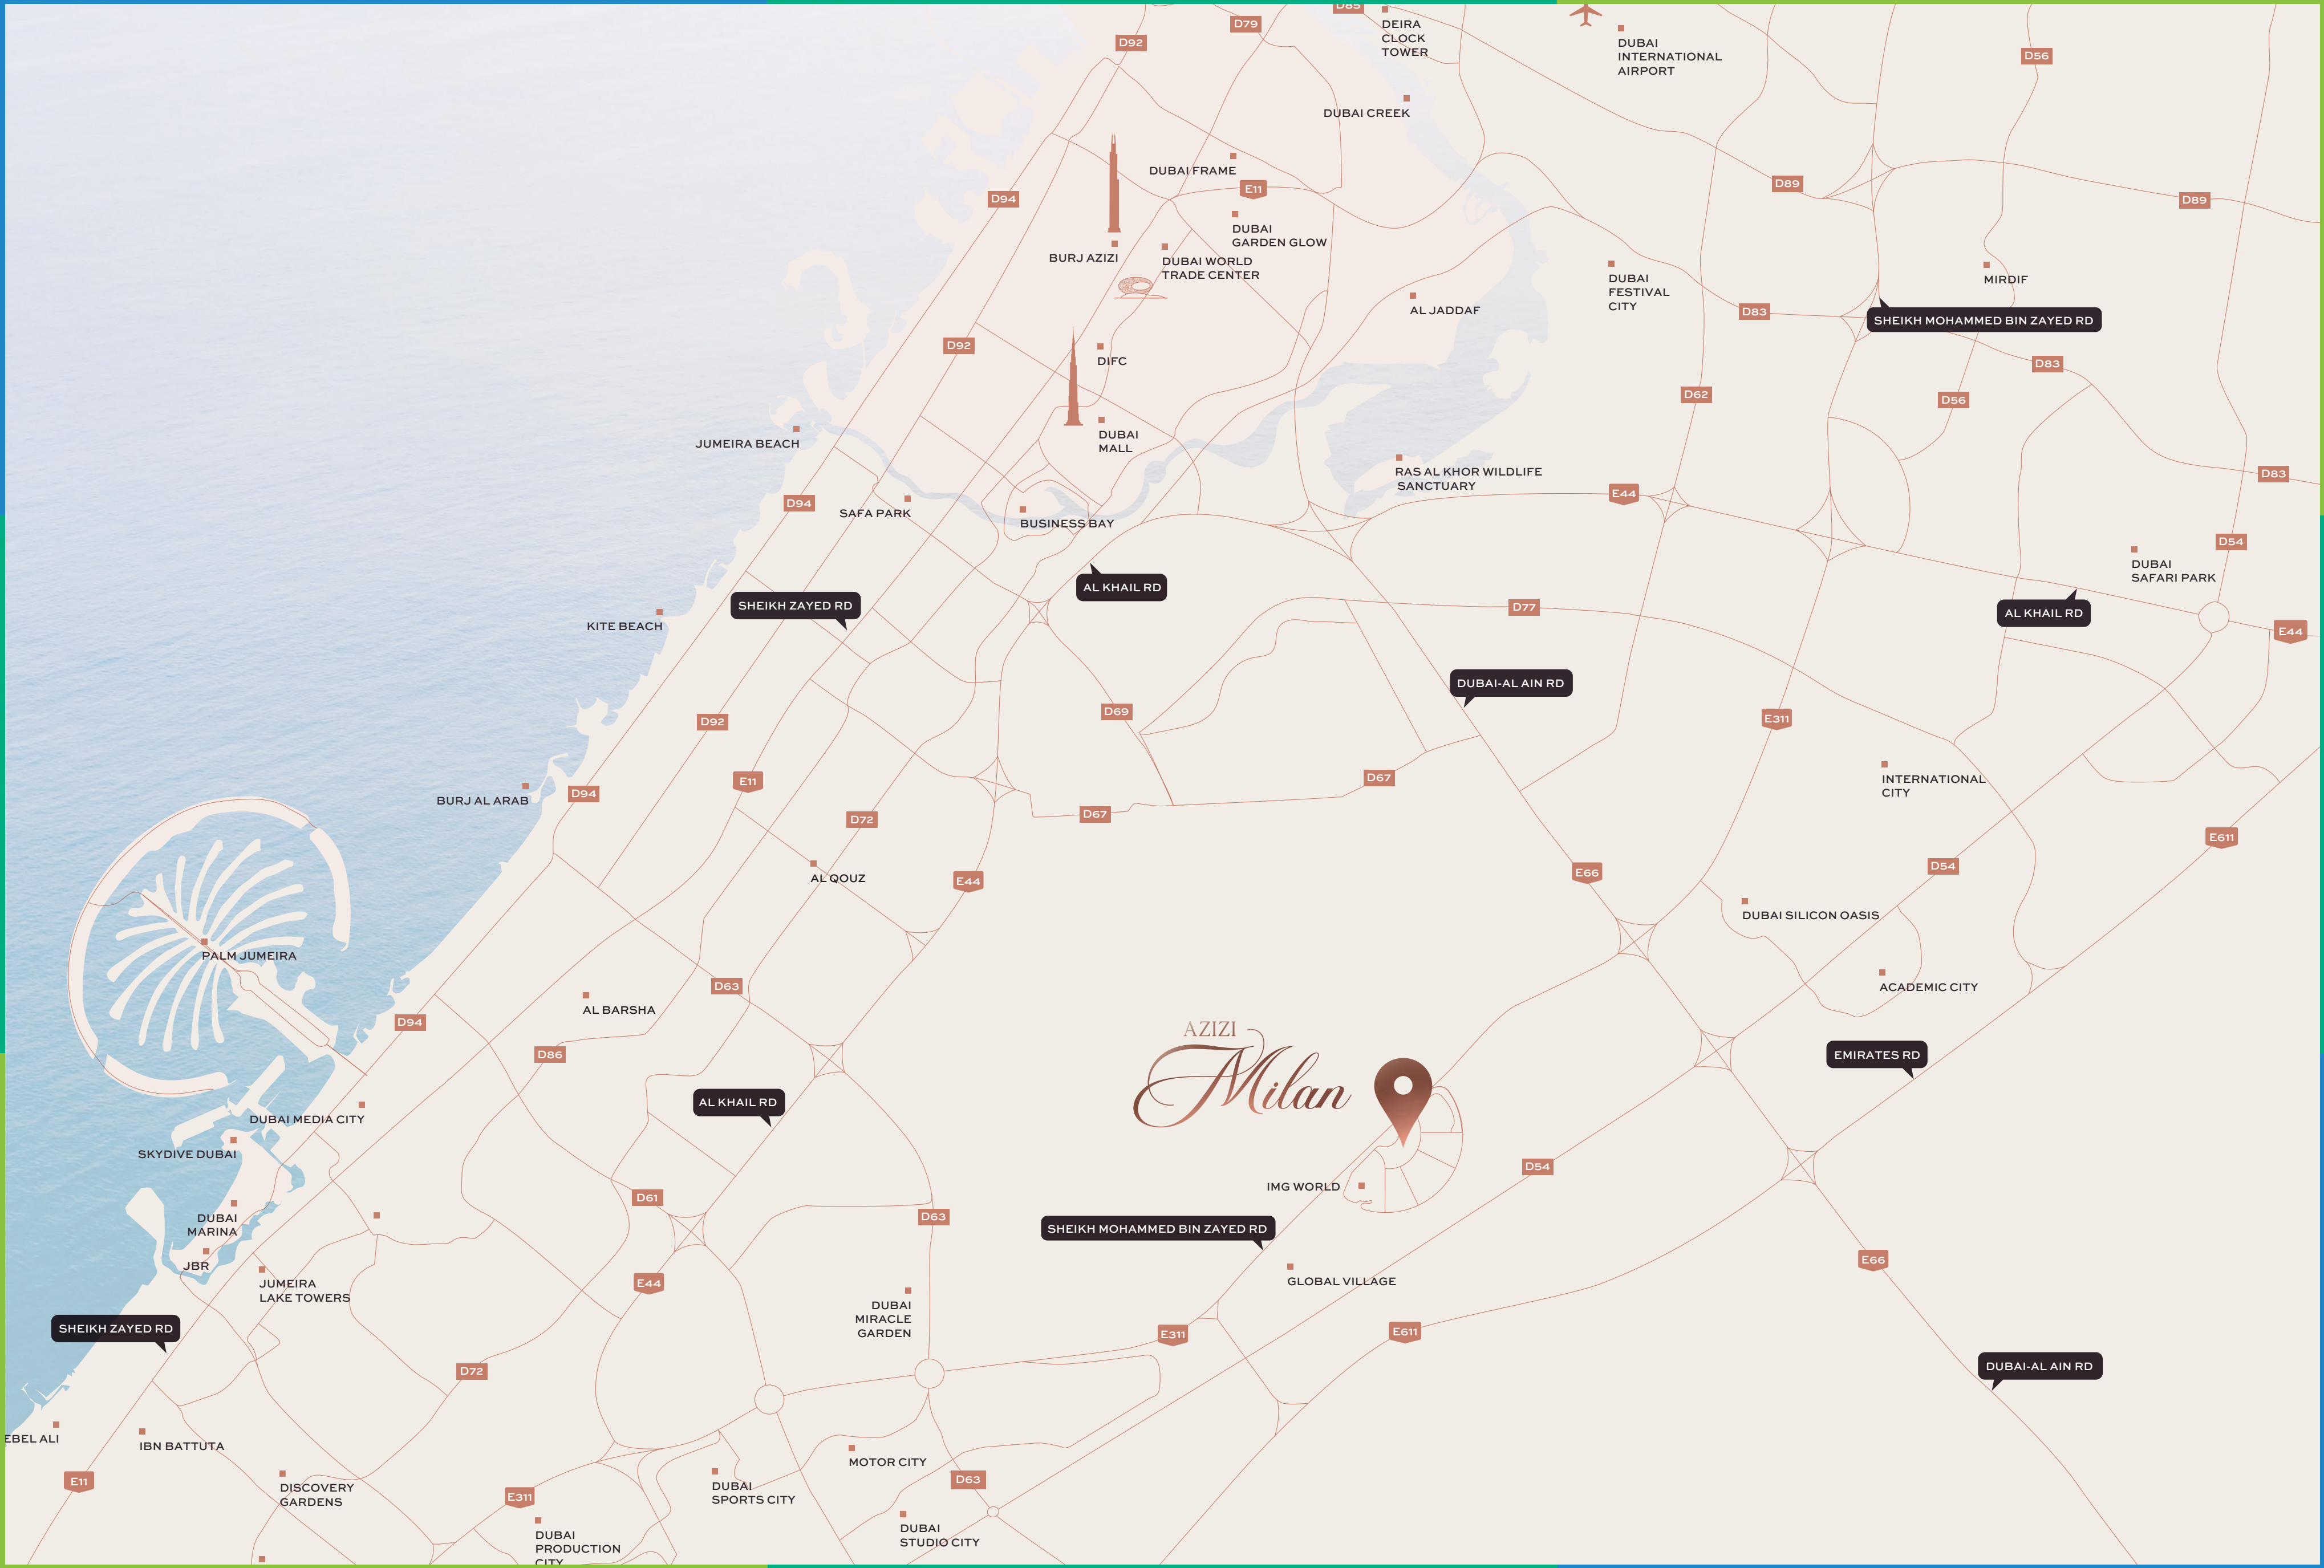 D85
D79
D92
DEIRA
CLOCK
TOWER
DUBAI
INTERNATIONAL
AIRPORT
D56
DUBAI CREEK
DUBAI FRAME
E11
D94
D89
D89
DUBAI
GARDEN GLOW
BURJ AZIZI
DUBAI WORLD
TRADE CENTER
DUBAI
FESTIVAL
CITY
MIRDIF
AL JADDAF
D83
SHEIKH MOHAMMED BIN ZAYED RD
D92
DIFC
D83
D62
D56
JUMEIRA BEACH
DUBAI
MALL
RAS AL KHOR WILDLIFE
SANCTUARY
D83
D94
SAFA PARK
BUSINESS BAY
E44
D54
DUBAI
SAFARI PARK
AL KHAIL RD
SHEIKH ZAYED RD
D77
AL KHAIL RD
KITE BEACH
E44
DUBAI-AL AIN RD
D69
D92
E311
E11
D67
INTERNATIONAL
CITY
BURJ AL ARAB
D94
D72
D67
E611
AL QOUZ
E44
E66
D54
DUBAI SILICON OASIS
PALM JUMEIRA
D63
ACADEMIC CITY
AL BARSHA
D94
AZIZI
Milan
D86
EMIRATES RD
AL KHAIL RD
DUBAI MEDIA CITY
SKYDIVE DUBAI
D54
IMG WORLD
D61
DUBAI
MARINA
D63
SHEIKH MOHAMMED BIN ZAYED RD
JBR
E66
JUMEIRA
LAKE TOWERS
E44
GLOBAL VILLAGE
DUBAI
MIRACLE
GARDEN
SHEIKH ZAYED RD
E311
E611
D72
DUBAI-AL AIN RD
EBEL ALI
IBN BATTUTA
MOTOR CITY
E11
D63
DISCOVERY
GARDENS
DUBAI
SPORTS CITY
E311
DUBAI
STUDIO CITY
DUBAI
PRODUCTION
CITY